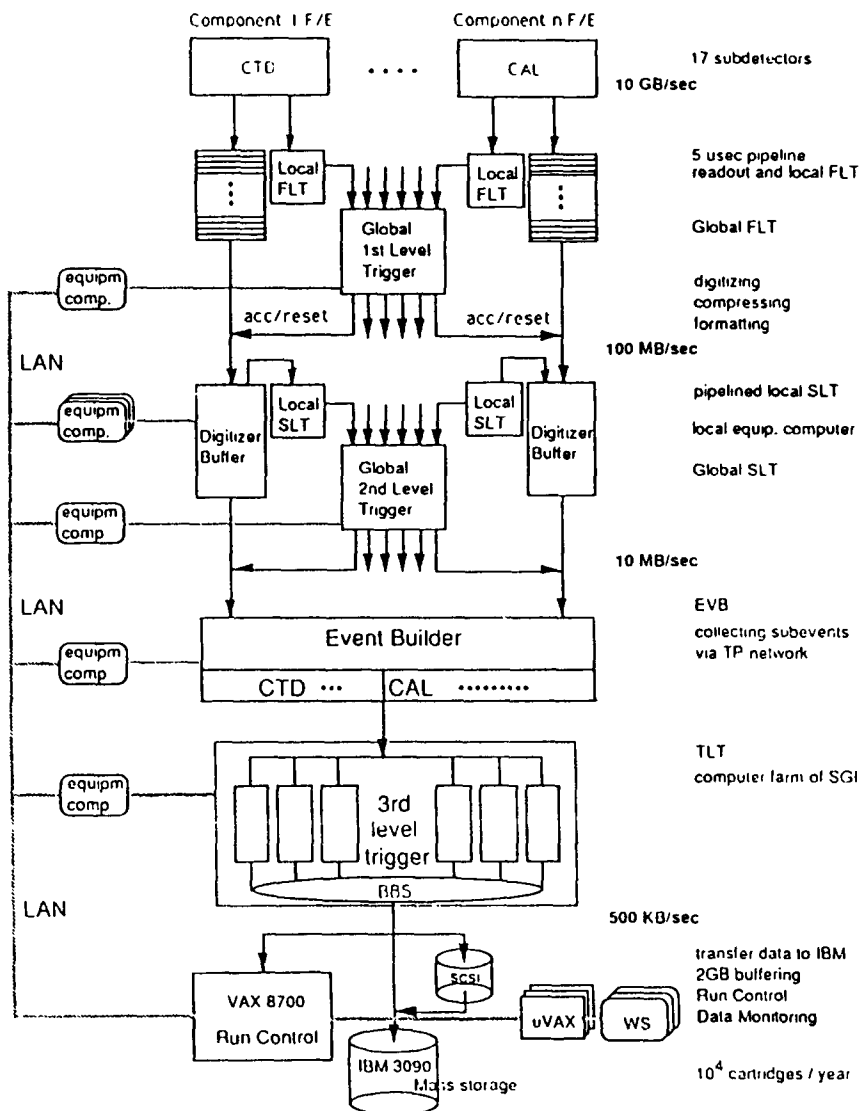 Component 1 F/E
Component n F/E
CTD
....
CAL
17 subdetectors
10 GB/sec
Local
FLT
Local
FLT
5 usec pipeline
readout and local FLT
Global
1st Level
Trigger
Global FLT
equipm
comp.
digitizing
compressing
formatting
acc/reset
acc/reset
100 MB/sec
LAN
Local
SLT
Local
SLT
pipelined local SLT
equipm
comp.
Digitizer
Buffer
Digitizer
Buffer
local equip. computer
Global
2nd Level
Trigger
Global SLT
equipm
comp
10 MB/sec
LAN
EVB
Event Builder
collecting subevents
via TP network
equipm
comp
CTD ... CAL .........
TLT
computer farm of SGI
equipm
comp
3rd
level
trigger
BBS
LAN
500 KB/sec
SCSI
transfer data to IBM
2GB buffering
Run Control
Data Monitoring
VAX 8700
Run Control
uVAX
WS
IBM 3090
Mass storage
10⁴ cartridges / year